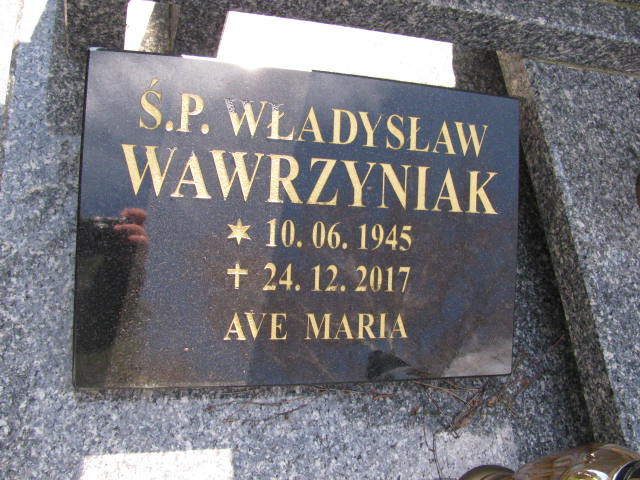 Ś.P. WŁADYSŁAW
WAWRZYNIAK
* 10. 06. 1945
✝ 24. 12. 2017
AVE MARIA